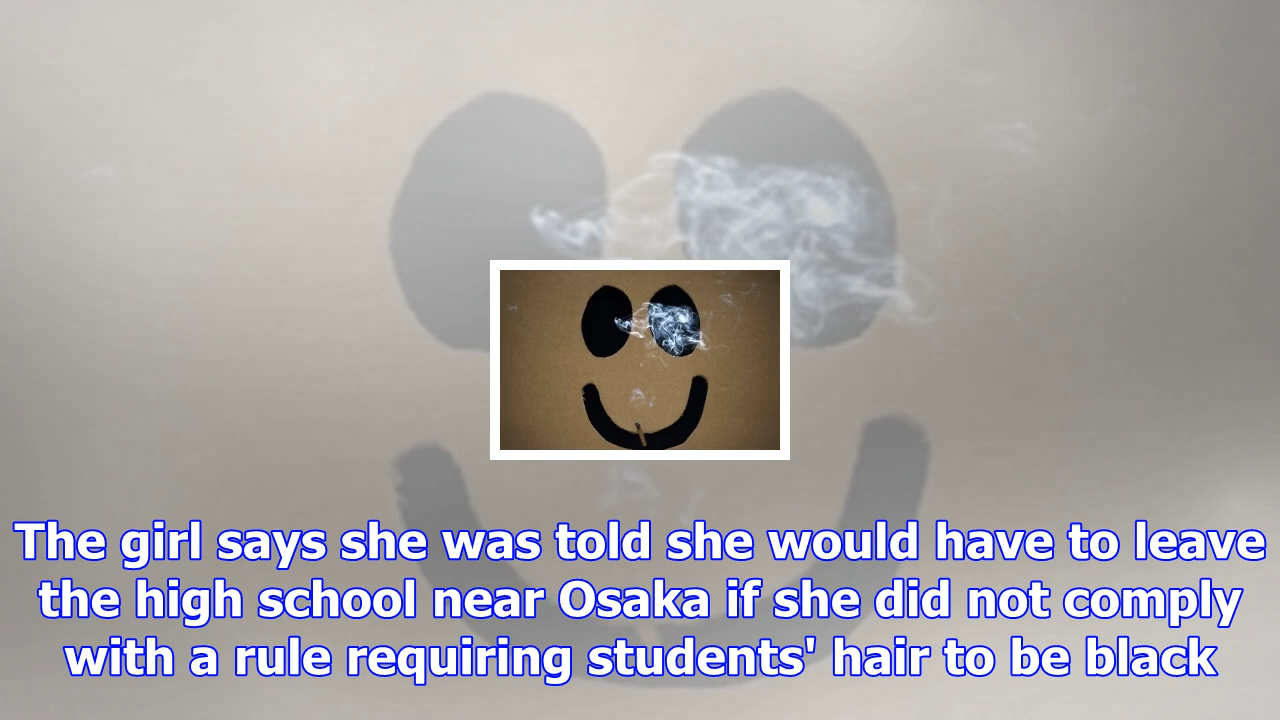 The girl says she was told she would have to leave
the high school near Osaka if she did not comply
with a rule requiring students' hair to be black